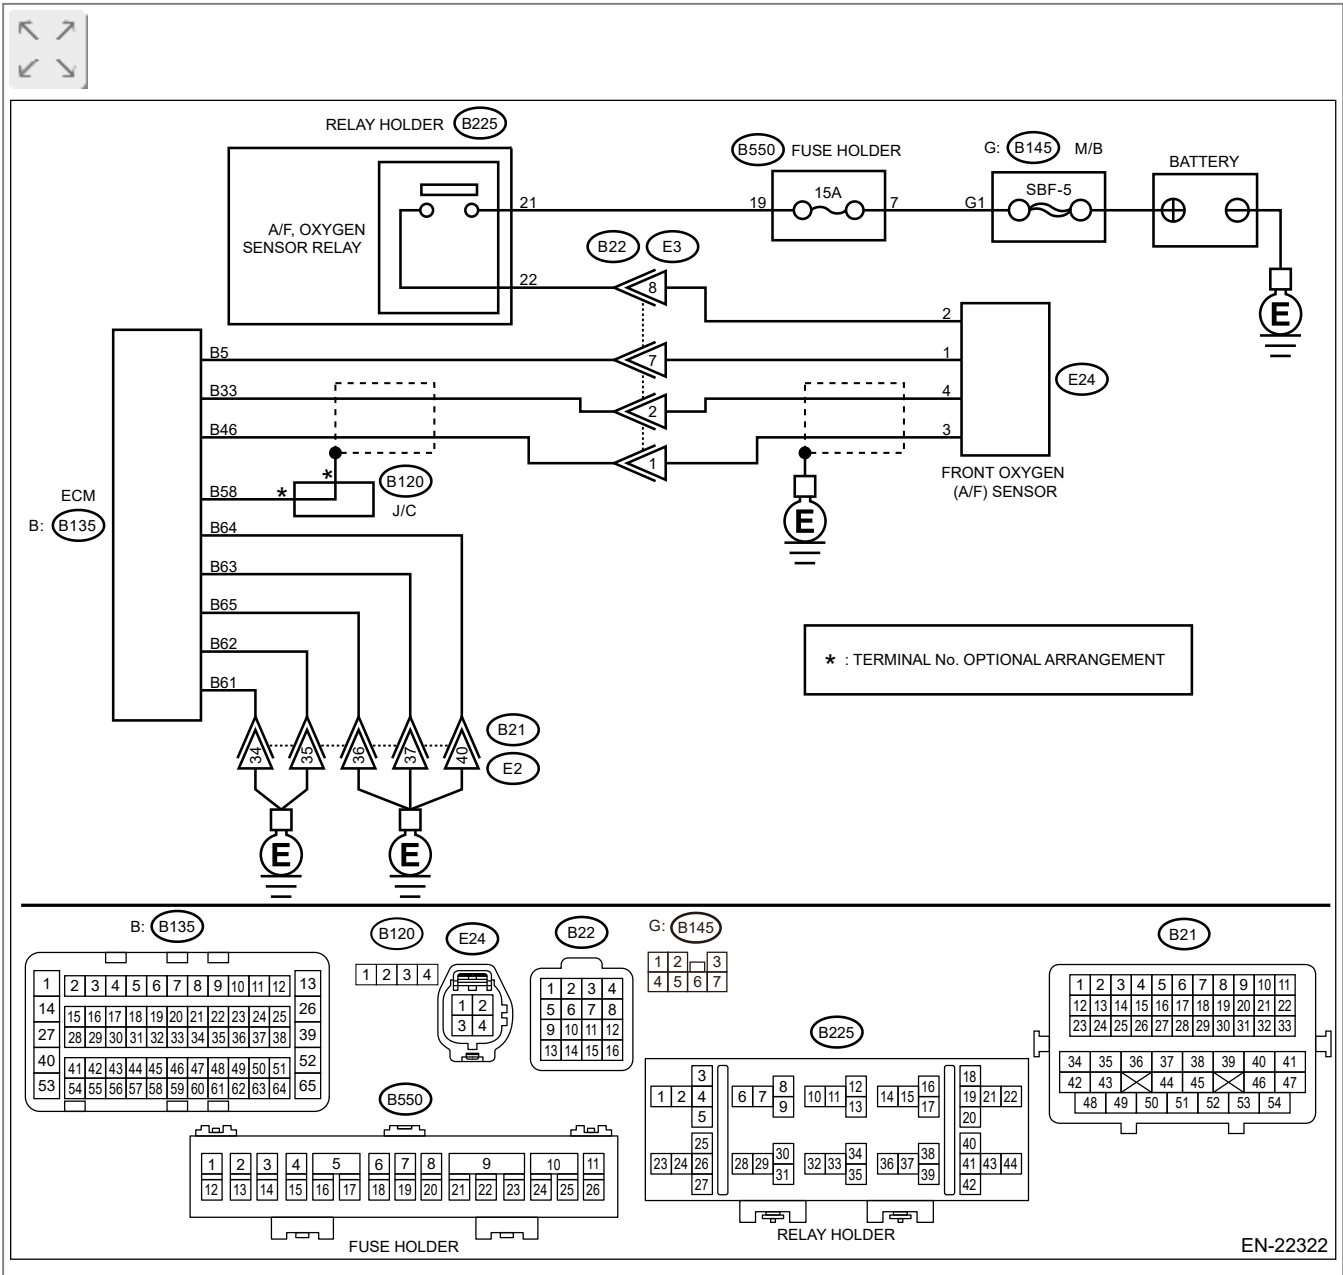 RELAY HOLDER B225
B550 FUSE HOLDER
G: B145 M/B
BATTERY
A/F, OXYGEN
SENSOR RELAY
21
19
15A
7
G1
SBF-5
22
B22 E3
8
2
B5
7
1
E24
B33
2
4
B46
1
3
FRONT OXYGEN
(A/F) SENSOR
E
*
B120
J/C
ECM
B: B135
B58
*
E
B64
B63
B65
B62
B61
* : TERMINAL No. OPTIONAL ARRANGEMENT
34 35 36 37 40
B21
E2
E E
B: B135
1 2 3 4 5 6 7 8 9 10 11 12 13
14 15 16 17 18 19 20 21 22 23 24 25 26
27 28 29 30 31 32 33 34 35 36 37 38 39
40 41 42 43 44 45 46 47 48 49 50 51 52
53 54 55 56 57 58 59 60 61 62 63 64 65
B120
1 2 3 4
E24
1 2
3 4
B22
1 2 3 4
5 6 7 8
9 10 11 12
13 14 15 16
G: B145
1 2 3
4 5 6 7
B21
1 2 3 4 5 6 7 8 9 10 11
12 13 14 15 16 17 18 19 20 21 22
23 24 25 26 27 28 29 30 31 32 33
34 35 36 37 38 39 40 41
42 43 44 45 46 47
48 49 50 51 52 53 54
B550
1 2 3 4 5 6 7 8 9 10 11
12 13 14 15 16 17 18 19 20 21 22 23 24 25 26
FUSE HOLDER
B225
3 8 12 16 18
1 2 4 6 7 10 11 14 15 19 21 22
5 9 13 17 20
25 30 34 38 40
23 24 26 28 29 32 33 36 37 41 43 44
27 31 35 39 42
RELAY HOLDER
EN-22322